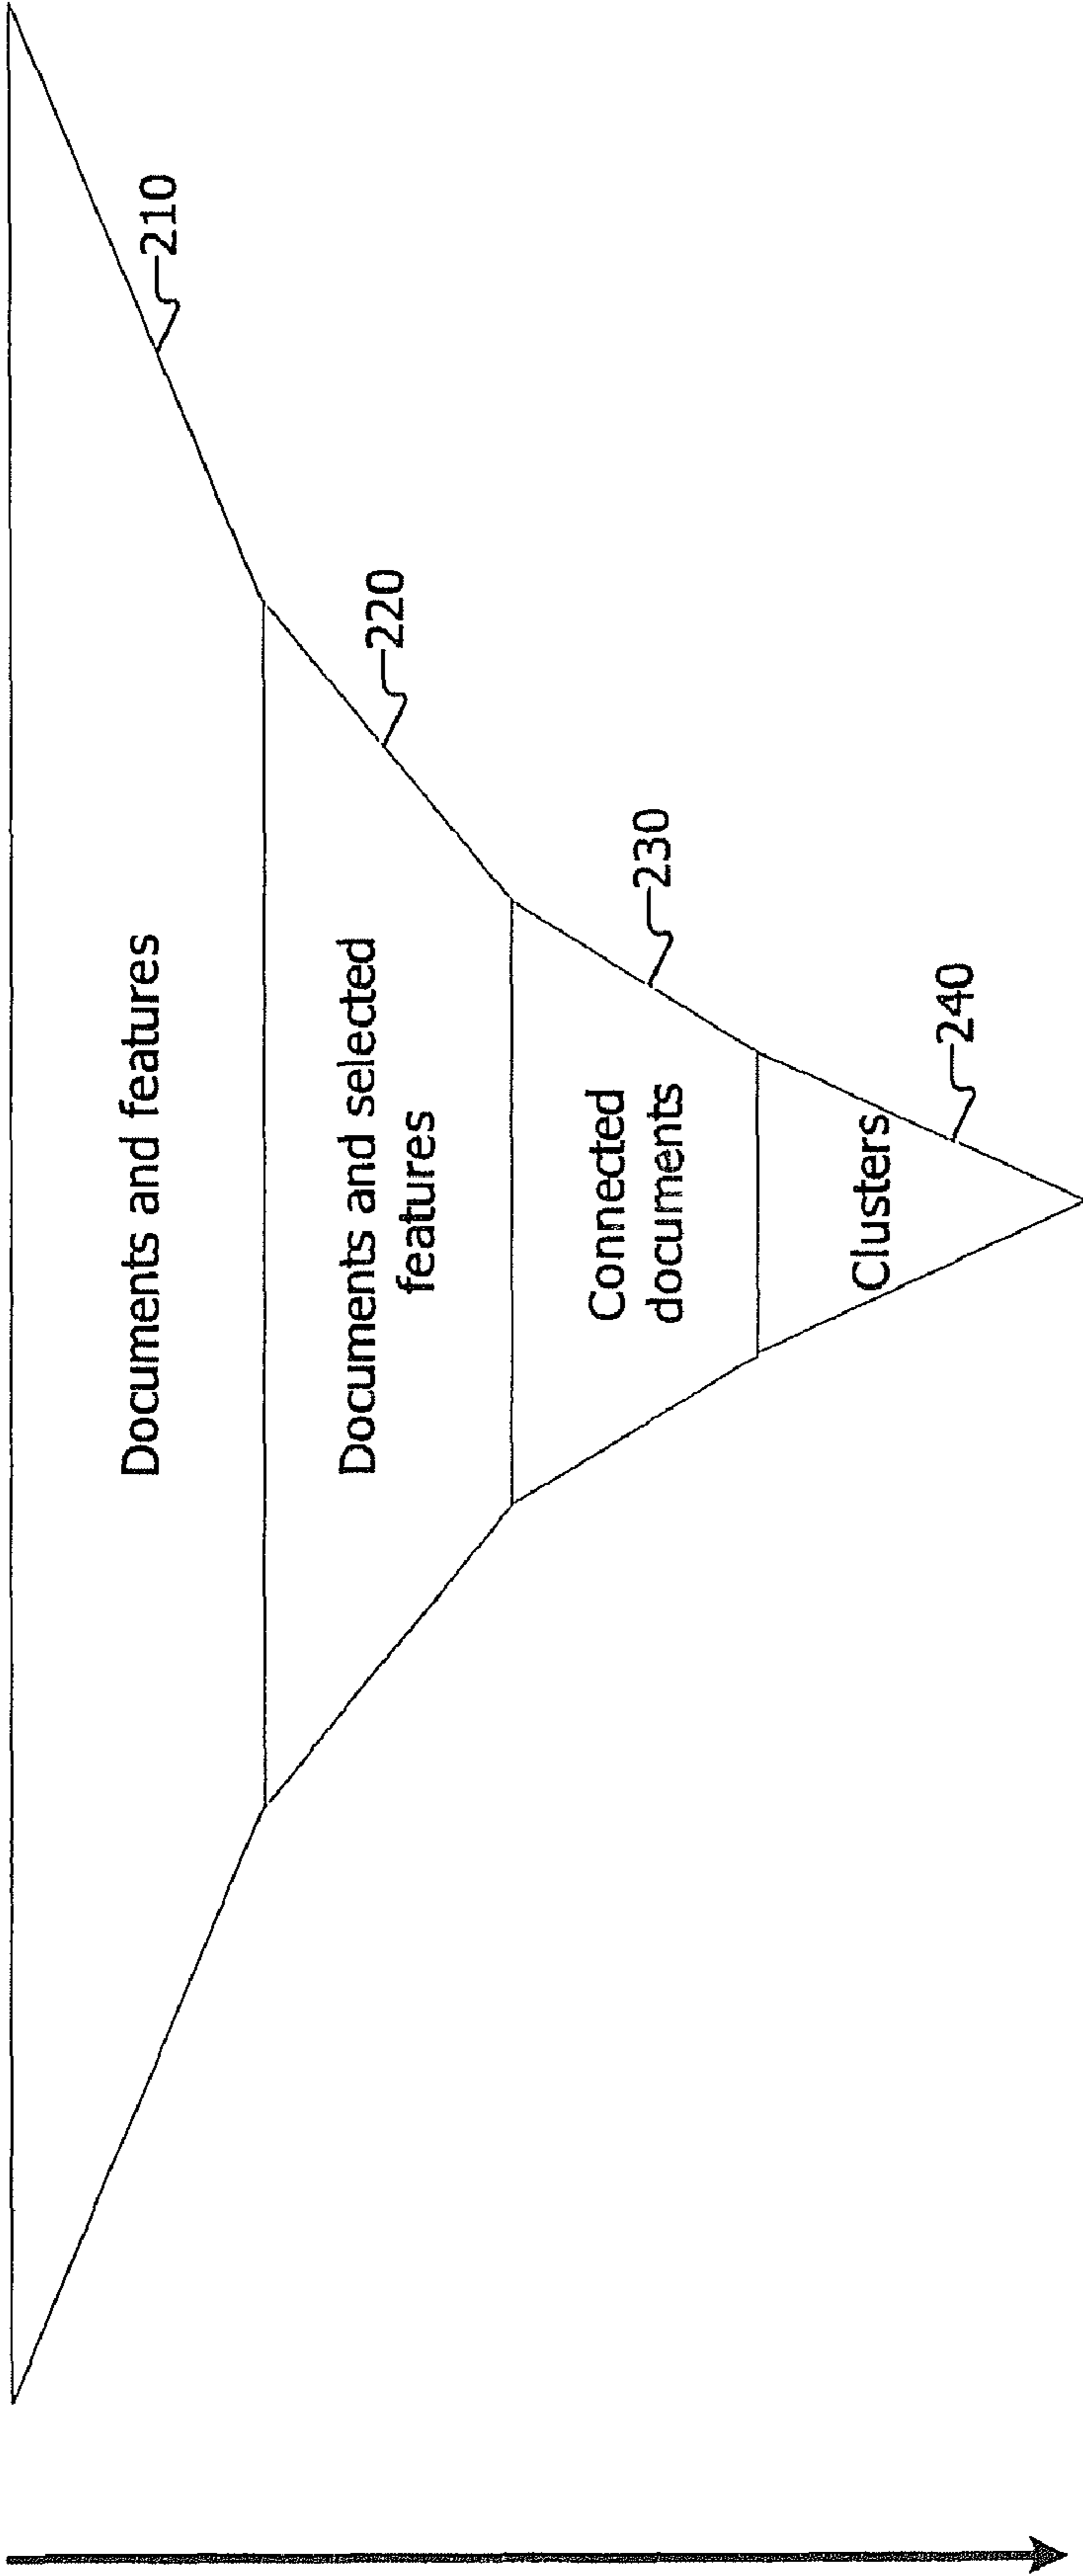 Documents and features
210
Documents and selected
features
220
Connected
documents
230
Clusters
240